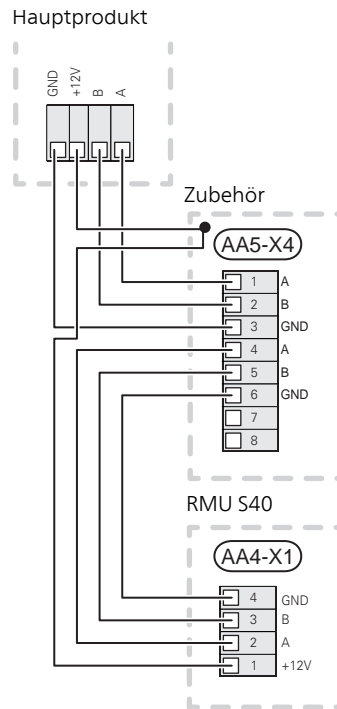 Hauptprodukt
GND
+12V
B
A
Zubehör
AA5-X4
1 A
2 B
3 GND
4 A
5 B
6 GND
7
8
RMU S40
AA4-X1
4 GND
3 B
2 A
1 +12V